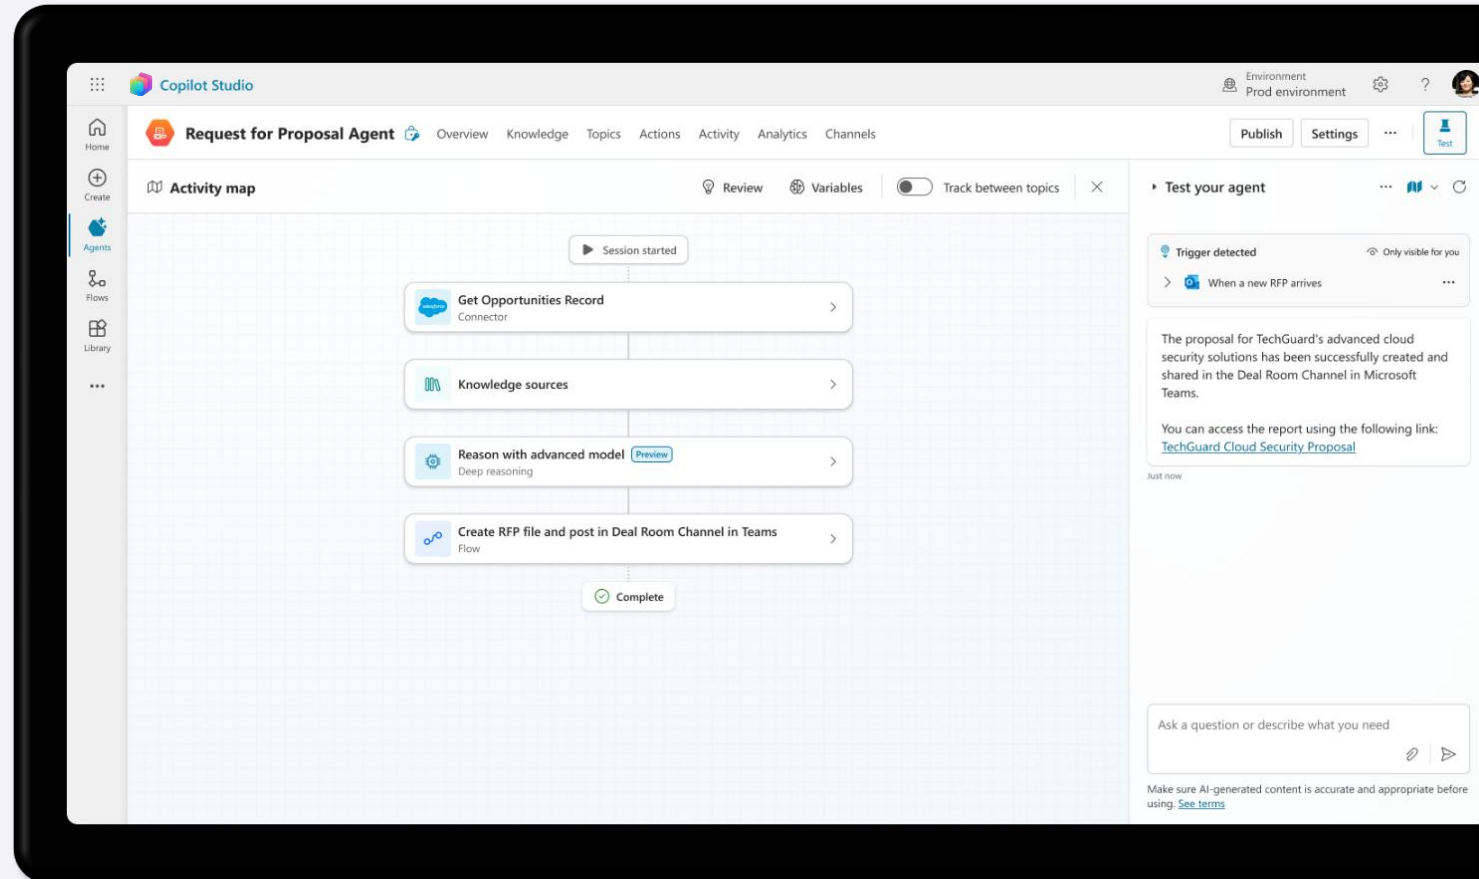 Copilot Studio
Environment
Prod environment
?
Home
Create
Agents
Flows
Library
Request for Proposal Agent
Overview Knowledge Topics Actions Activity Analytics Channels
Publish Settings
Test
Activity map
Review Variables Track between topics
Session started
salesforce
Get Opportunities Record
Connector
Knowledge sources
Reason with advanced model Preview
Deep reasoning
Create RFP file and post in Deal Room Channel in Teams
Flow
Complete
Test your agent
Trigger detected Only visible for you
When a new RFP arrives
The proposal for TechGuard's advanced cloud
security solutions has been successfully created and
shared in the Deal Room Channel in Microsoft
Teams.
You can access the report using the following link:
TechGuard Cloud Security Proposal
Just now
Ask a question or describe what you need
Make sure AI-generated content is accurate and appropriate before
using. See terms